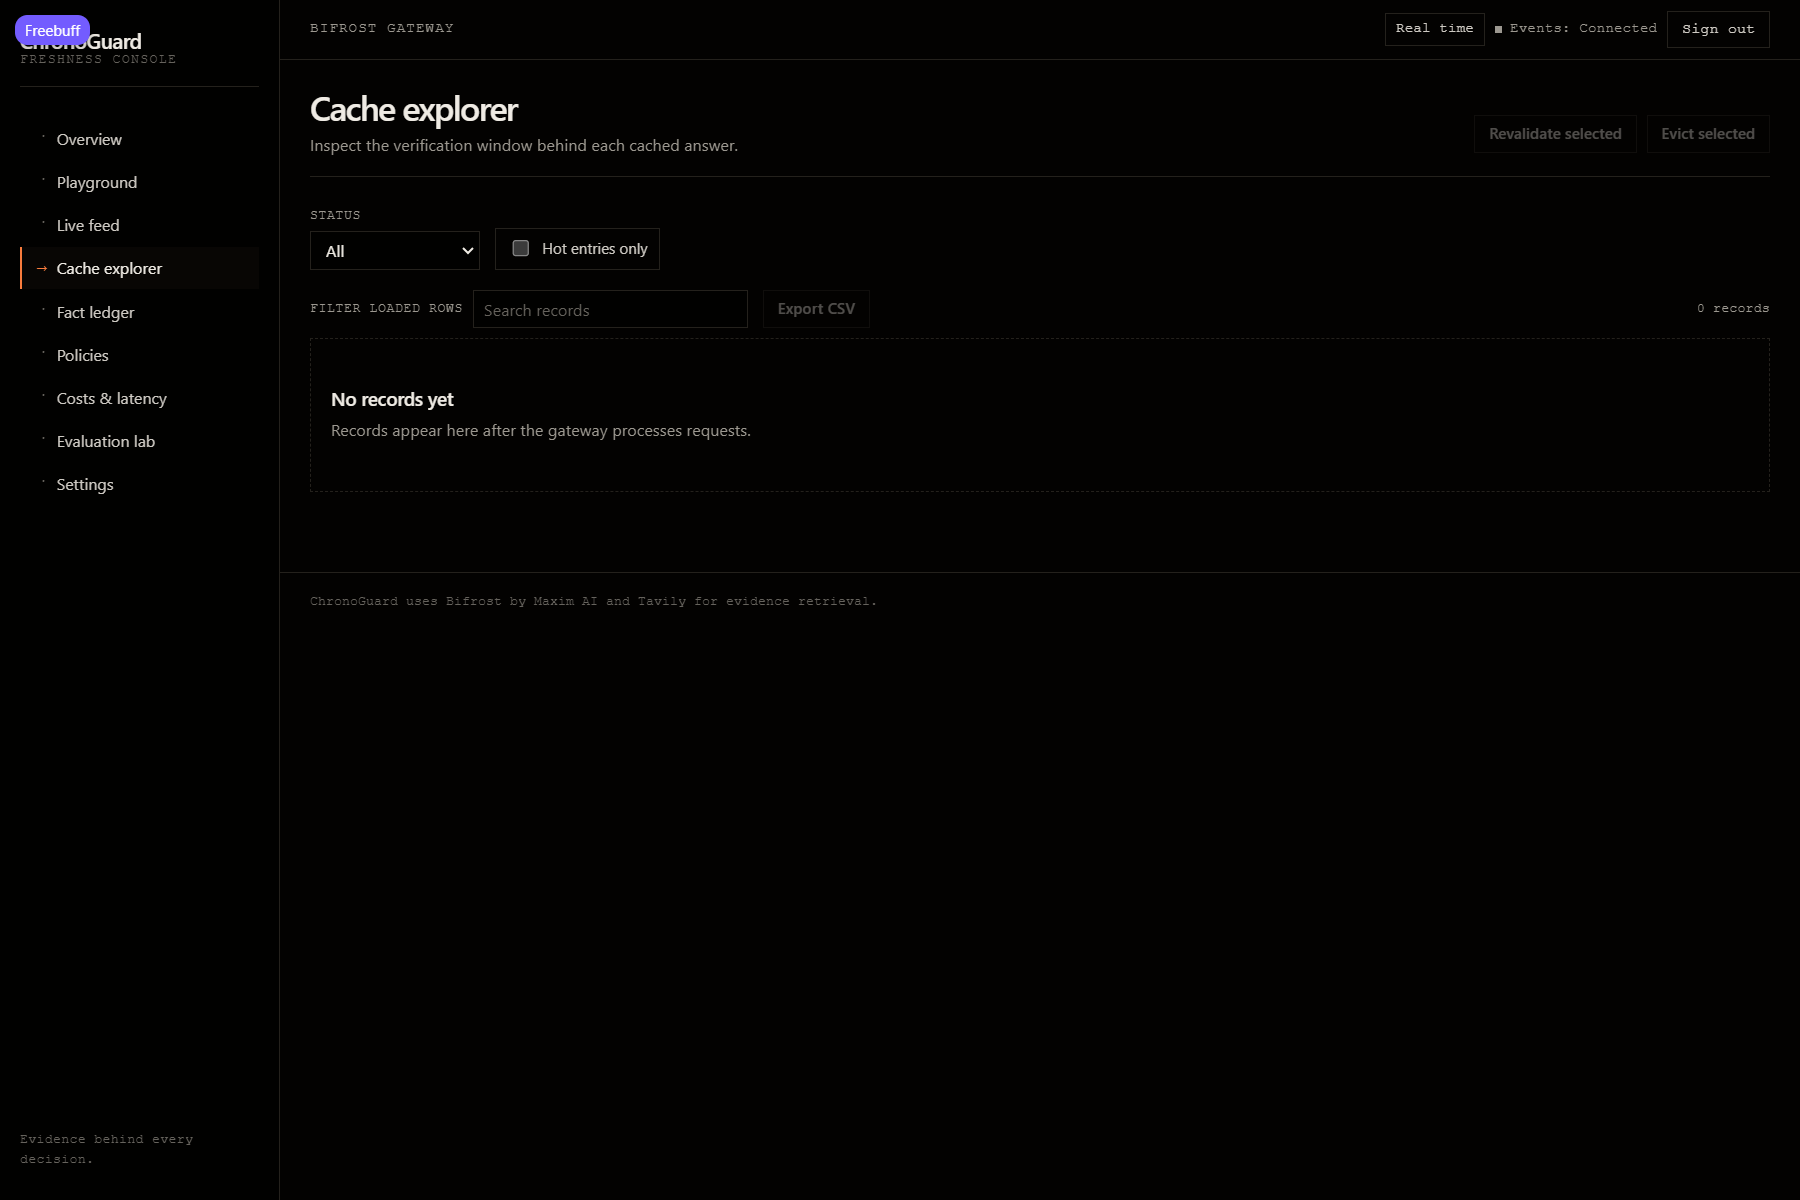 Freebuff
ChronoGuard
FRESHNESS CONSOLE
Overview
Playground
Live feed
→ Cache explorer
Fact ledger
Policies
Costs & latency
Evaluation lab
Settings
Evidence behind every
decision.
BIFROST GATEWAY
Real time
Events: Connected
Sign out
Cache explorer
Inspect the verification window behind each cached answer.
Revalidate selected
Evict selected
STATUS
All
Hot entries only
FILTER LOADED ROWS
Search records
Export CSV
0 records
No records yet
Records appear here after the gateway processes requests.
ChronoGuard uses Bifrost by Maxim AI and Tavily for evidence retrieval.